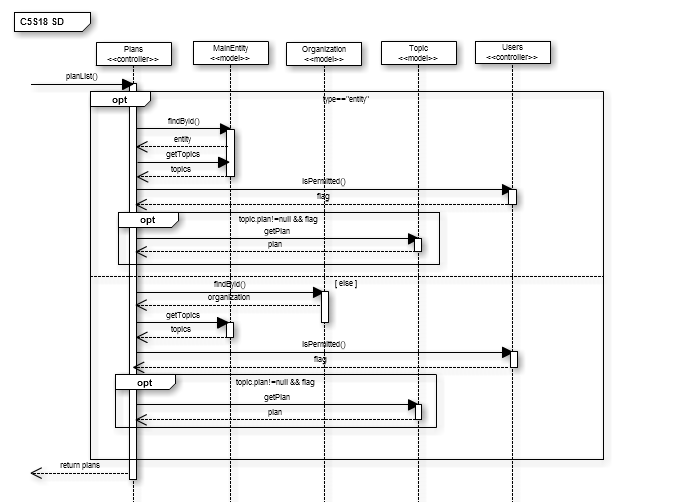 C5S18 SD
Plans
<<controller>>
MainEntity
<<model>>
Organization
<<model>>
Topic
<<model>>
Users
<<controller>>
planList()
opt
type=="entity"
findById()
entity
getTopics
topics
isPermitted()
flag
opt
topic.plan!=null && flag
getPlan
plan
[ else ]
findById()
organization
getTopics
topics
isPermitted()
flag
opt
topic.plan!=null && flag
getPlan
plan
return plans